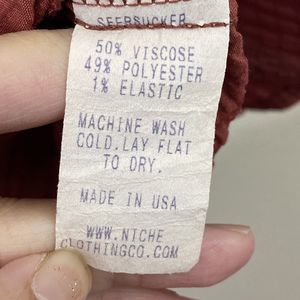 SEERSUCKER
50% VISCOSE
49% POLYESTER
1% ELASTIC
MACHINE WASH
COLD.LAY FLAT
TO DRY.
MADE IN USA
WWW.NICHE
CLOTHINGCO.COM